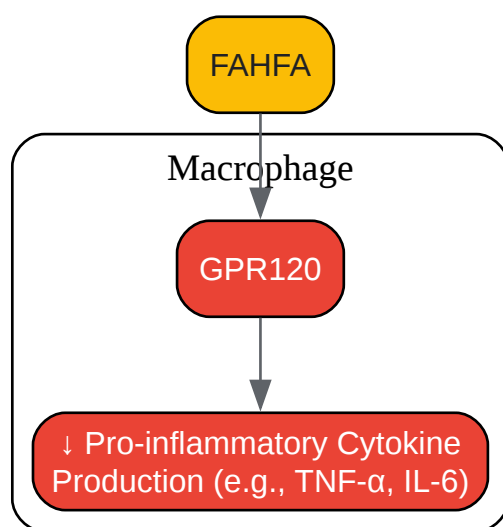 FAHFA
Macrophage
GPR120
↓ Pro-inflammatory Cytokine
Production (e.g., TNF-α, IL-6)